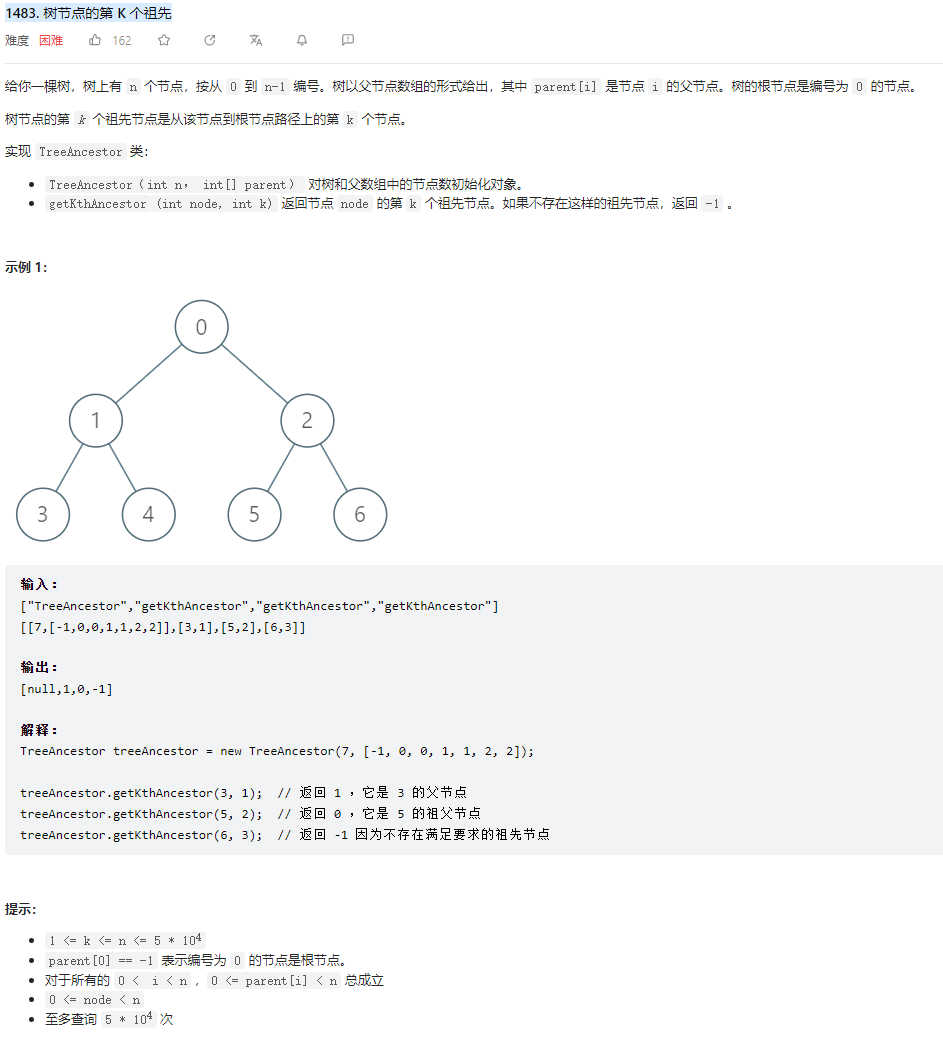 1483. 树节点的第 K 个祖先
难度 困难 162
给你一棵树，树上有 n 个节点，按从 0 到 n-1 编号。树以父节点数组的形式给出，其中 parent[i] 是节点 i 的父节点。树的根节点是编号为 0 的节点。
树节点的第 k 个祖先节点是从该节点到根节点路径上的第 k 个节点。
实现 TreeAncestor 类：
• TreeAncestor（int n， int[] parent） 对树和父数组中的节点数初始化对象。
• getKthAncestor (int node, int k) 返回节点 node 的第 k 个祖先节点。如果不存在这样的祖先节点，返回 -1 。
示例 1：
0
1 2
3 4 5 6
输入：
["TreeAncestor","getKthAncestor","getKthAncestor","getKthAncestor"]
[[7,[-1,0,0,1,1,2,2]],[3,1],[5,2],[6,3]]
输出：
[null,1,0,-1]
解释：
TreeAncestor treeAncestor = new TreeAncestor(7, [-1, 0, 0, 1, 1, 2, 2]);
treeAncestor.getKthAncestor(3, 1);  // 返回 1 ，它是 3 的父节点
treeAncestor.getKthAncestor(5, 2);  // 返回 0 ，它是 5 的祖父节点
treeAncestor.getKthAncestor(6, 3);  // 返回 -1 因为不存在满足要求的祖先节点
提示：
• 1 <= k <= n <= 5 * 10⁴
• parent[0] == -1 表示编号为 0 的节点是根节点。
• 对于所有的 0 < i < n ，0 <= parent[i] < n 总成立
• 0 <= node < n
• 至多查询 5 * 10⁴ 次